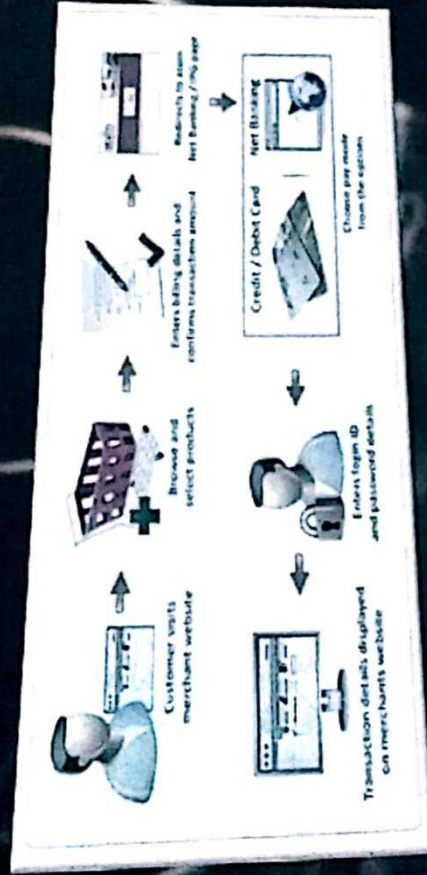 Customer visits
merchant website
Browse and
select products
Enters billing details and
confirms transaction amount
Redirects to atom
Net Banking / IPG page
Credit / Debit Card
Net Banking
Choose pay mode
from the options
Enters login ID
and password details
Transaction details displayed
on merchants website